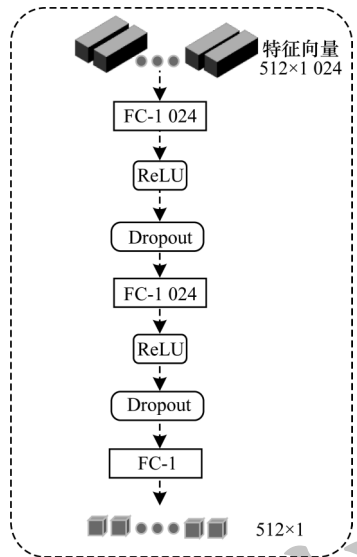 特征向量
512×1 024
FC-1 024
ReLU
Dropout
FC-1 024
ReLU
Dropout
FC-1
512×1